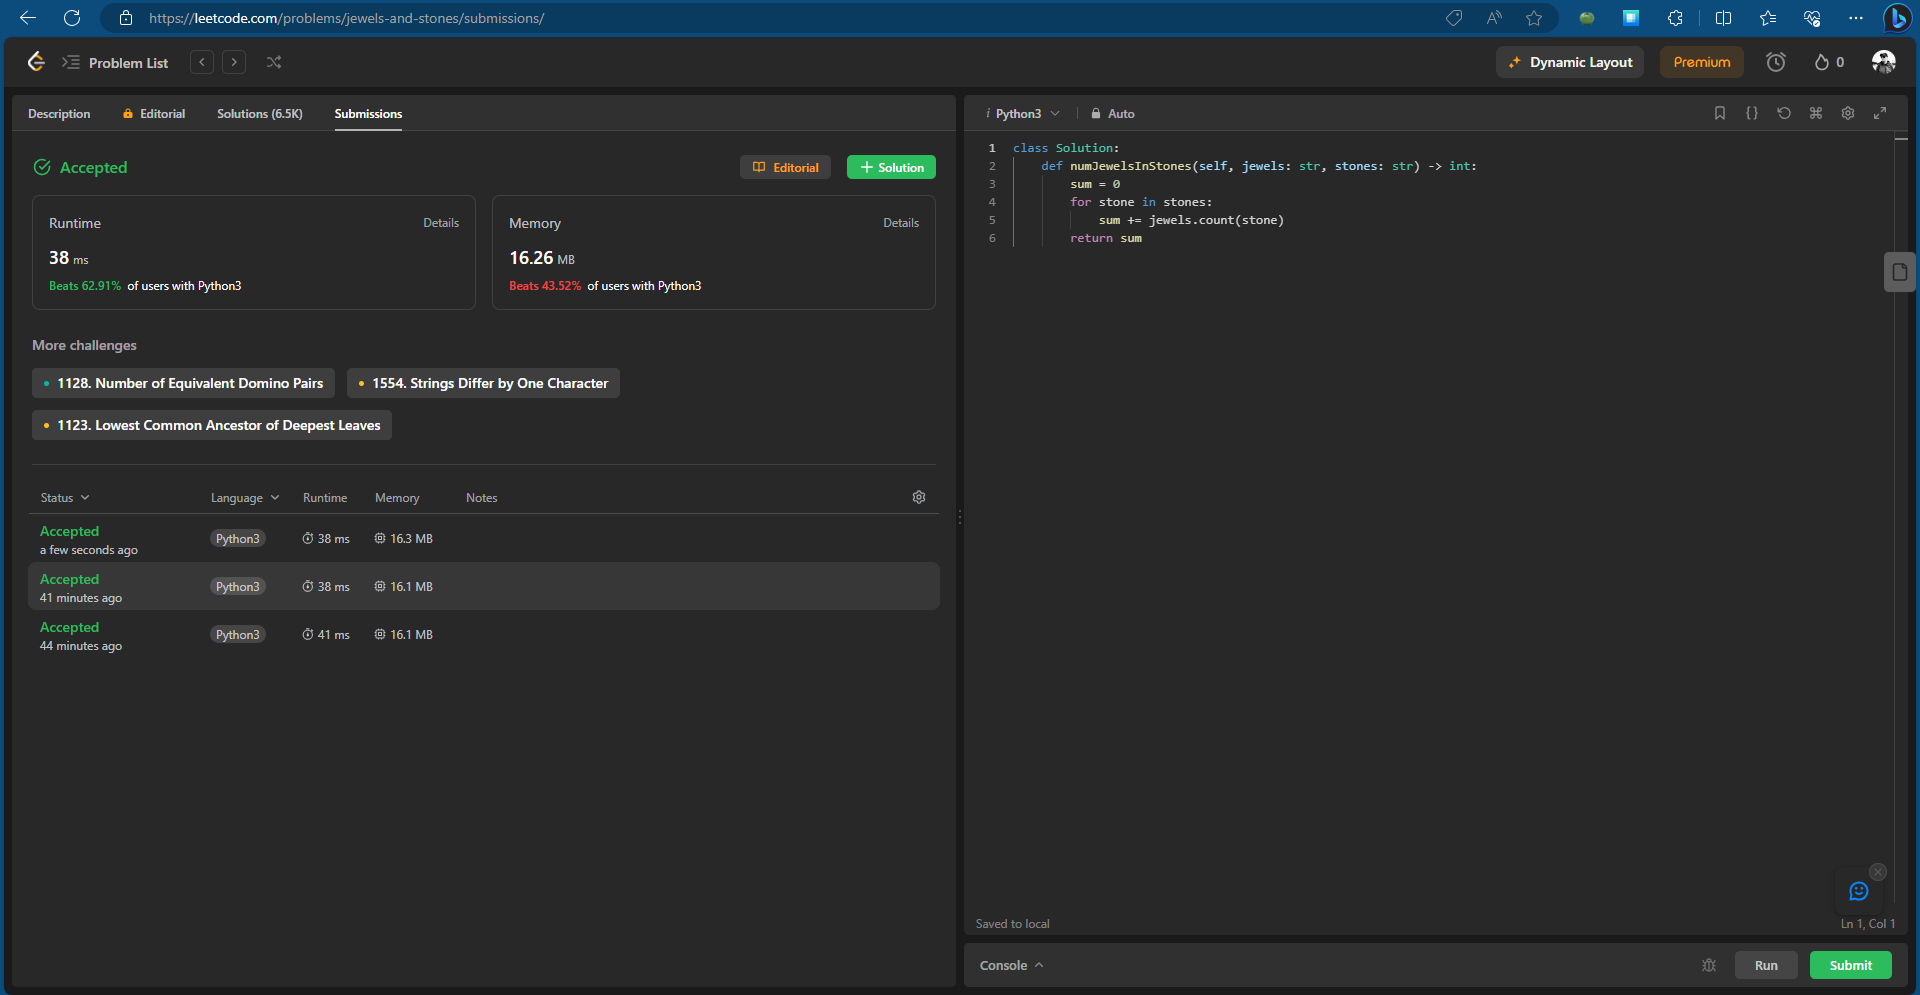 https://leetcode.com/problems/jewels-and-stones/submissions/
Problem List
Dynamic Layout
Premium
0
Description
Editorial
Solutions (6.5K)
Submissions
Accepted
Editorial
Solution
Runtime
Details
38 ms
Beats 62.91% of users with Python3
Memory
Details
16.26 MB
Beats 43.52% of users with Python3
More challenges
1128. Number of Equivalent Domino Pairs
1554. Strings Differ by One Character
1123. Lowest Common Ancestor of Deepest Leaves
Status Language Runtime Memory Notes
Accepted
a few seconds ago
Python3 38 ms 16.3 MB
Accepted
41 minutes ago
Python3 38 ms 16.1 MB
Accepted
44 minutes ago
Python3 41 ms 16.1 MB
i Python3
Auto
1 class Solution:
2     def numJewelsInStones(self, jewels: str, stones: str) -> int:
3         sum = 0
4         for stone in stones:
5             sum += jewels.count(stone)
6         return sum
Saved to local
Ln 1, Col 1
Console
Run
Submit